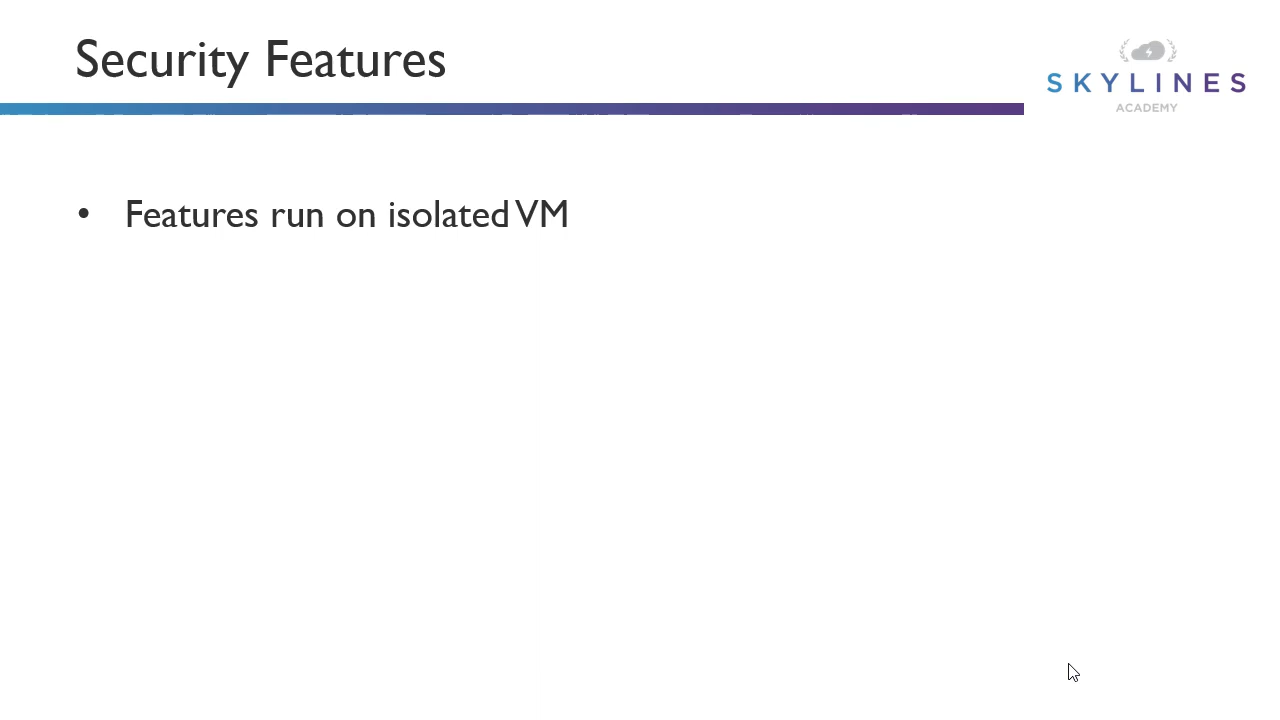 Security Features
SKYLINES
ACADEMY
• Features run on isolated VM